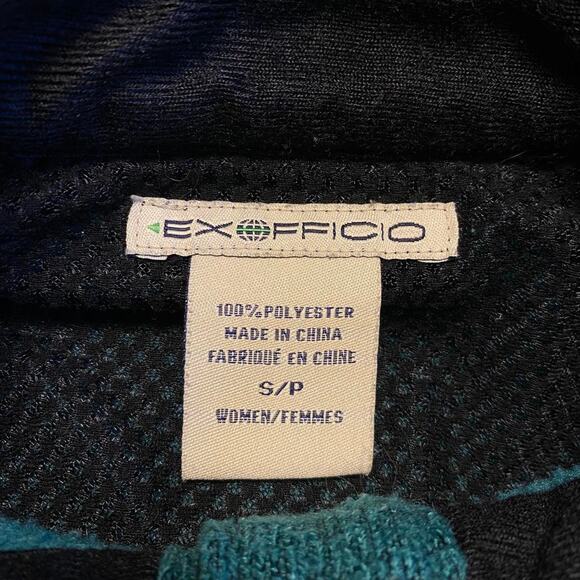 EXOFFICIO
100% POLYESTER
MADE IN CHINA
FABRIQUÉ EN CHINE
S/P
WOMEN/FEMMES